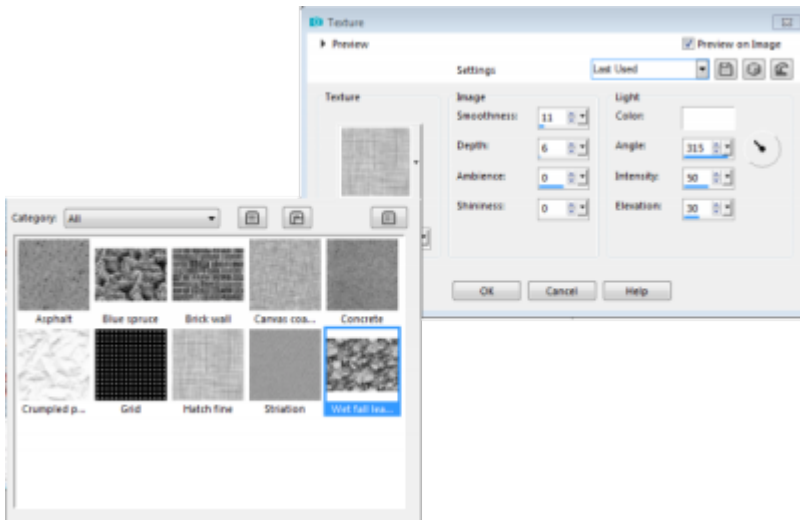 Texture
Preview
Preview on Image
Settings
Last Used
Texture
Image
Light
Smoothness:
11
Color:
Depth:
6
Angle:
315
Ambience:
0
Intensity:
50
Shininess:
0
Elevation:
30
OK
Cancel
Help
Category:
All
Asphalt
Blue spruce
Brick wall
Canvas coa...
Concrete
Crumpled p...
Grid
Hatch fine
Striation
Wet fall lea...